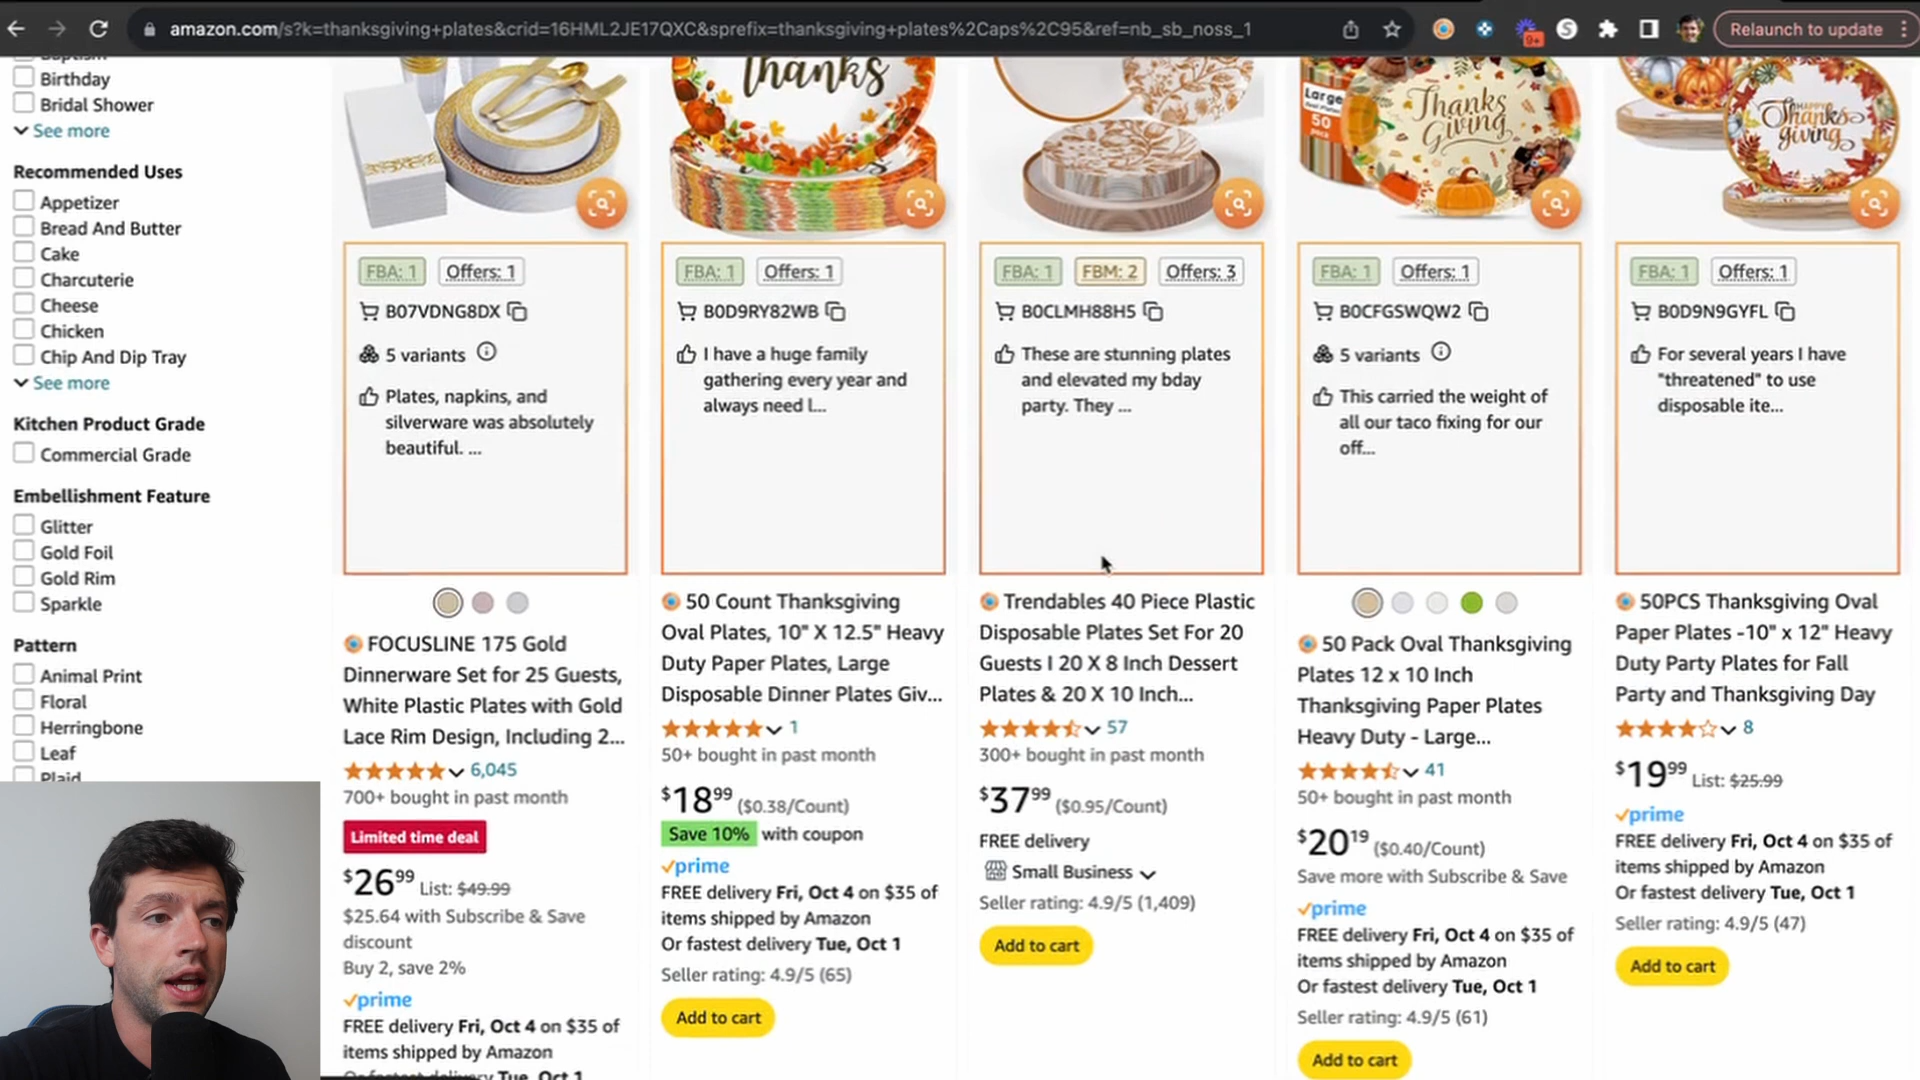 amazon.com/s?k=thanksgiving+plates&crid=16HML2JE17QXC&sprefix=thanksgiving+plates%2Caps%2C95&ref=nb_sb_noss_1
9+
Relaunch to update
Birthday
Bridal Shower
See more
Recommended Uses
Appetizer
Bread And Butter
Cake
Charcuterie
Cheese
Chicken
Chip And Dip Tray
See more
Kitchen Product Grade
Commercial Grade
Embellishment Feature
Glitter
Gold Foil
Gold Rim
Sparkle
Pattern
Animal Print
Floral
Herringbone
Leaf
Plaid
FBA: 1 Offers: 1
B07VDNG8DX
5 variants
Plates, napkins, and
silverware was absolutely
beautiful. ...
FOCUSLINE 175 Gold
Dinnerware Set for 25 Guests,
White Plastic Plates with Gold
Lace Rim Design, Including 2...
6,045
700+ bought in past month
Limited time deal
$26.99 List: $49.99
$25.64 with Subscribe & Save
discount
Buy 2, save 2%
prime
FREE delivery Fri, Oct 4 on $35 of
items shipped by Amazon
Or fastest delivery Tue, Oct 1
thanks
FBA: 1 Offers: 1
B0D9RY82WB
I have a huge family
gathering every year and
always need l...
50 Count Thanksgiving
Oval Plates, 10" X 12.5" Heavy
Duty Paper Plates, Large
Disposable Dinner Plates Giv...
1
50+ bought in past month
$18.99 ($0.38/Count)
Save 10% with coupon
prime
FREE delivery Fri, Oct 4 on $35 of
items shipped by Amazon
Or fastest delivery Tue, Oct 1
Seller rating: 4.9/5 (65)
Add to cart
FBA: 1 FBM: 2 Offers: 3
B0CLMH88H5
These are stunning plates
and elevated my bday
party. They ...
Trendables 40 Piece Plastic
Disposable Plates Set For 20
Guests I 20 X 8 Inch Dessert
Plates & 20 X 10 Inch...
57
300+ bought in past month
$37.99 ($0.95/Count)
FREE delivery
Small Business
Seller rating: 4.9/5 (1,409)
Add to cart
Large
50
pcs
Thanks
Giving
FBA: 1 Offers: 1
B0CFGSWQW2
5 variants
This carried the weight of
all our taco fixing for our
off...
50 Pack Oval Thanksgiving
Plates 12 x 10 Inch
Thanksgiving Paper Plates
Heavy Duty - Large...
41
50+ bought in past month
$20.19 ($0.40/Count)
Save more with Subscribe & Save
prime
FREE delivery Fri, Oct 4 on $35 of
items shipped by Amazon
Or fastest delivery Tue, Oct 1
Seller rating: 4.9/5 (61)
Add to cart
HAPPY
Thanks
giving
FBA: 1 Offers: 1
B0D9N9GYFL
For several years I have
"threatened" to use
disposable ite...
50PCS Thanksgiving Oval
Paper Plates -10" x 12" Heavy
Duty Party Plates for Fall
Party and Thanksgiving Day
8
$19.99 List: $25.99
prime
FREE delivery Fri, Oct 4 on $35 of
items shipped by Amazon
Or fastest delivery Tue, Oct 1
Seller rating: 4.9/5 (47)
Add to cart